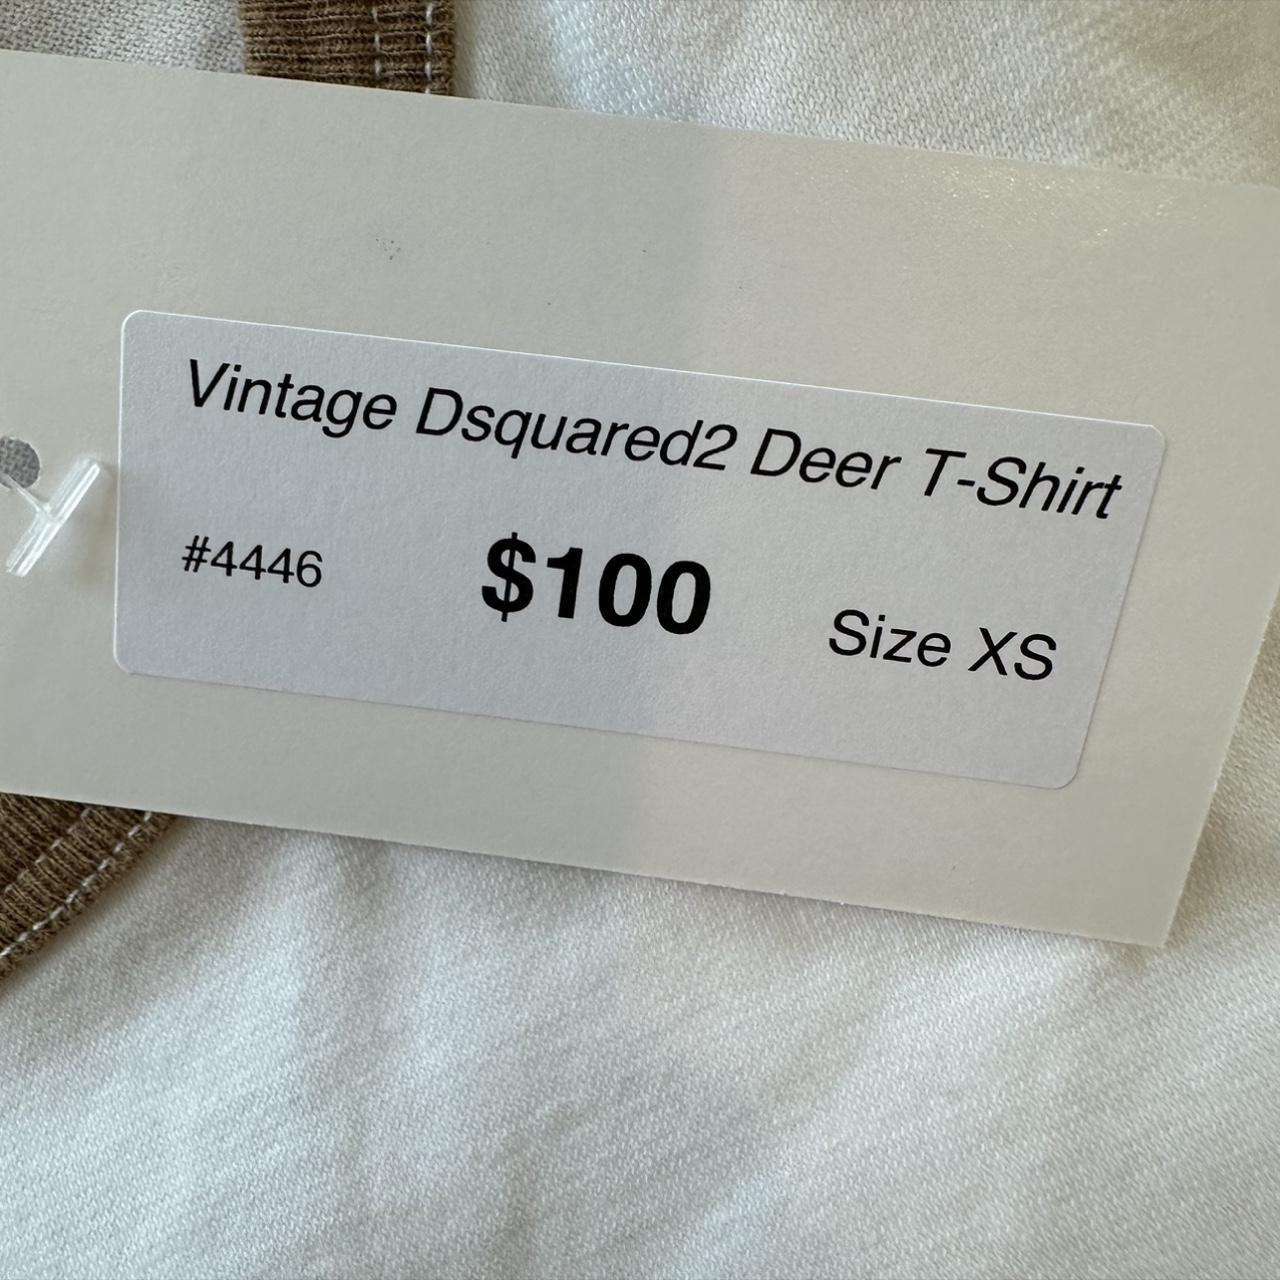 Vintage Dsquared2 Deer T-Shirt
#4446 $100 Size XS